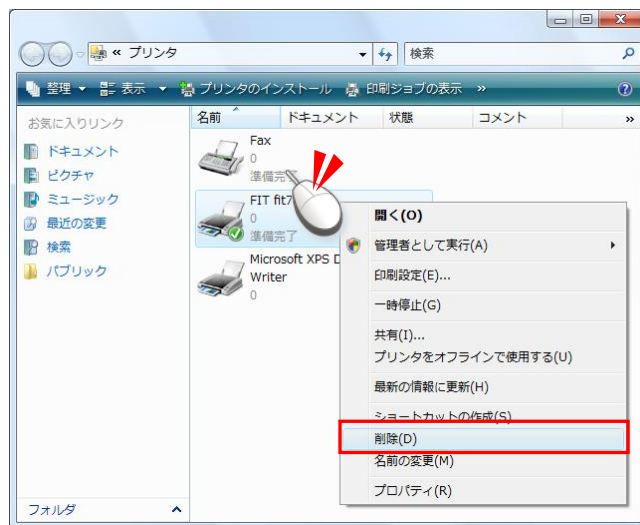 « プリンタ
検索
整理 表示 プリンタのインストール 印刷ジョブの表示 »
お気に入りリンク
ドキュメント
ピクチャ
ミュージック
最近の変更
検索
パブリック
フォルダ
名前 ドキュメント 状態 コメント »
Fax
0
準備完了
FIT fit7
0
準備完了
Microsoft XPS D
Writer
0
開く(O)
管理者として実行(A)
印刷設定(E)...
一時停止(G)
共有(I)...
プリンタをオフラインで使用する(U)
最新の情報に更新(H)
ショートカットの作成(S)
削除(D)
名前の変更(M)
プロパティ(R)